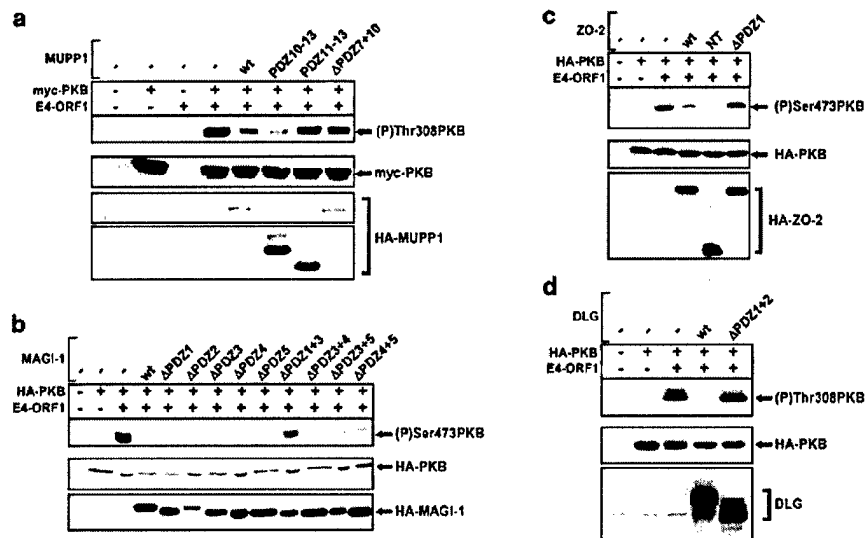 a
MUPP1
- - - - wt PDZ10-13 PDZ11-13 ΔPDZ7+10
myc-PKB - + - + + + + +
E4-ORF1 - - + + + + + +
(P)Thr308PKB
myc-PKB
HA-MUPP1
b
MAGI-1
- - - wt ΔPDZ1 ΔPDZ2 ΔPDZ3 ΔPDZ4 ΔPDZ5 ΔPDZ1+3 ΔPDZ3+4 ΔPDZ3+5 ΔPDZ4+5
HA-PKB - + + + + + + + + + + + +
E4-ORF1 - - + + + + + + + + + + +
(P)Ser473PKB
HA-PKB
HA-MAGI-1
c
ZO-2
- - - wt NT ΔPDZ1
HA-PKB - + + + + +
E4-ORF1 - - + + + +
(P)Ser473PKB
HA-PKB
HA-ZO-2
d
DLG
- - - wt ΔPDZ1+2
HA-PKB - + + + +
E4-ORF1 - - + + +
(P)Thr308PKB
HA-PKB
DLG